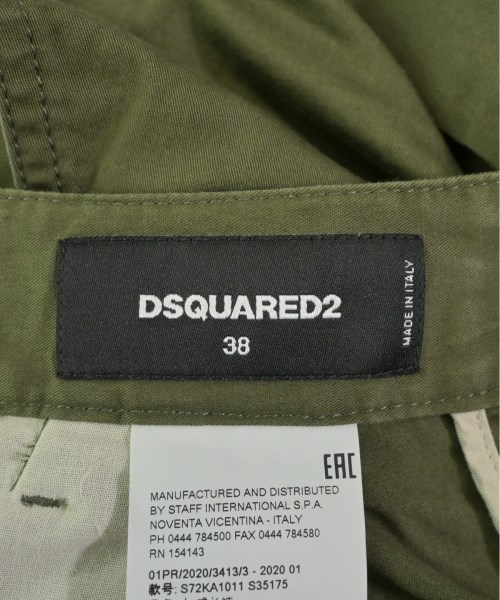 DSQUARED2
38
MADE IN ITALY
EAC
MANUFACTURED AND DISTRIBUTED
BY STAFF INTERNATIONAL S.P.A.
NOVENTA VICENTINA - ITALY
PH 0444 784500 FAX 0444 784580
RN 154143
01PR/2020/3413/3 - 2020 01
款号: S72KA1011 S35175